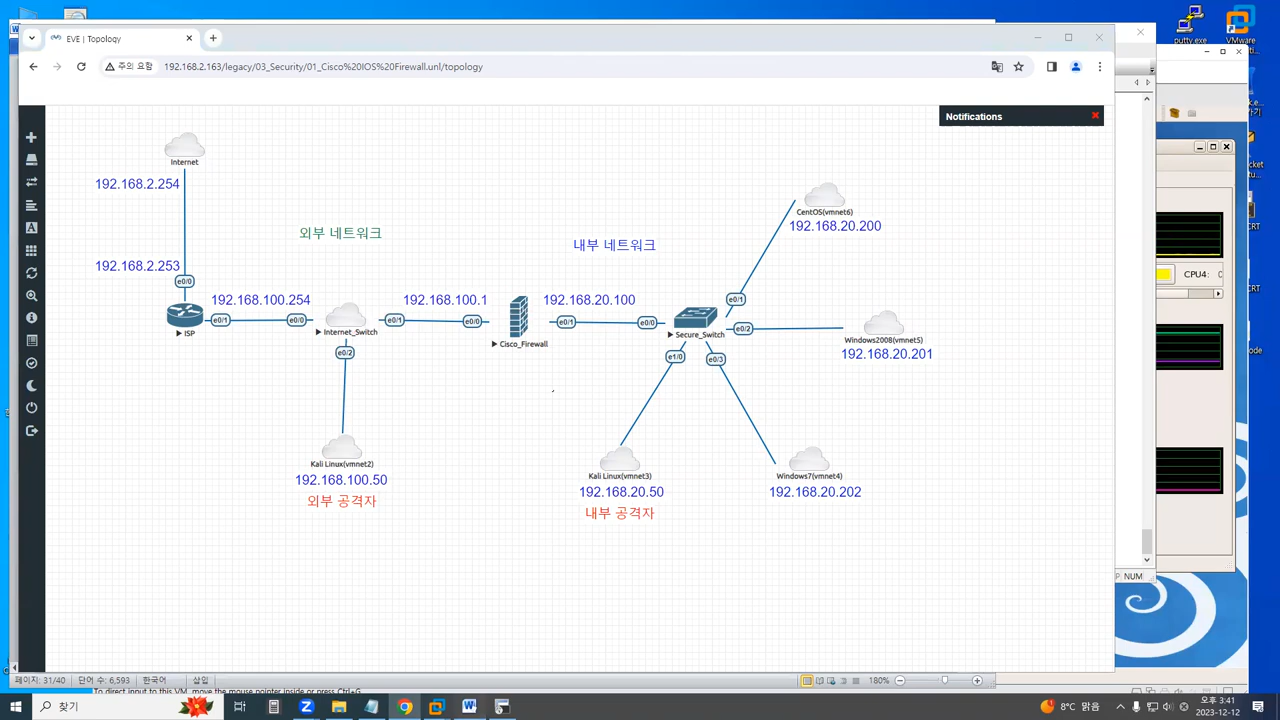 EVE | Topology
주의 요함
192.168.2.163/legacy/03_Security/01_Cisco%20IOS%20Firewall.unl/topology
putty.exe
VMware
Notifications
Internet
192.168.2.254
CentOS(vmnet6)
192.168.20.200
외부 네트워크
내부 네트워크
192.168.2.253
e0/0
192.168.100.254
192.168.100.1
192.168.20.100
e0/1
e0/1
e0/0
e0/1
e0/0
e0/1
e0/0
e0/2
ISP
Internet_Switch
Cisco_Firewall
Secure_Switch
Windows2008(vmnet5)
192.168.20.201
e0/2
e1/0
e0/3
Kali Linux(vmnet2)
192.168.100.50
외부 공격자
Kali Linux(vmnet3)
192.168.20.50
내부 공격자
Windows7(vmnet4)
192.168.20.202
CPU4:
NUM
페이지: 31/40
단어 수: 6,593
한국어
삽입
180%
To direct input to this VM, move the mouse pointer inside or press Ctrl+G.
찾기
8°C 맑음
오후 3:41
2023-12-12